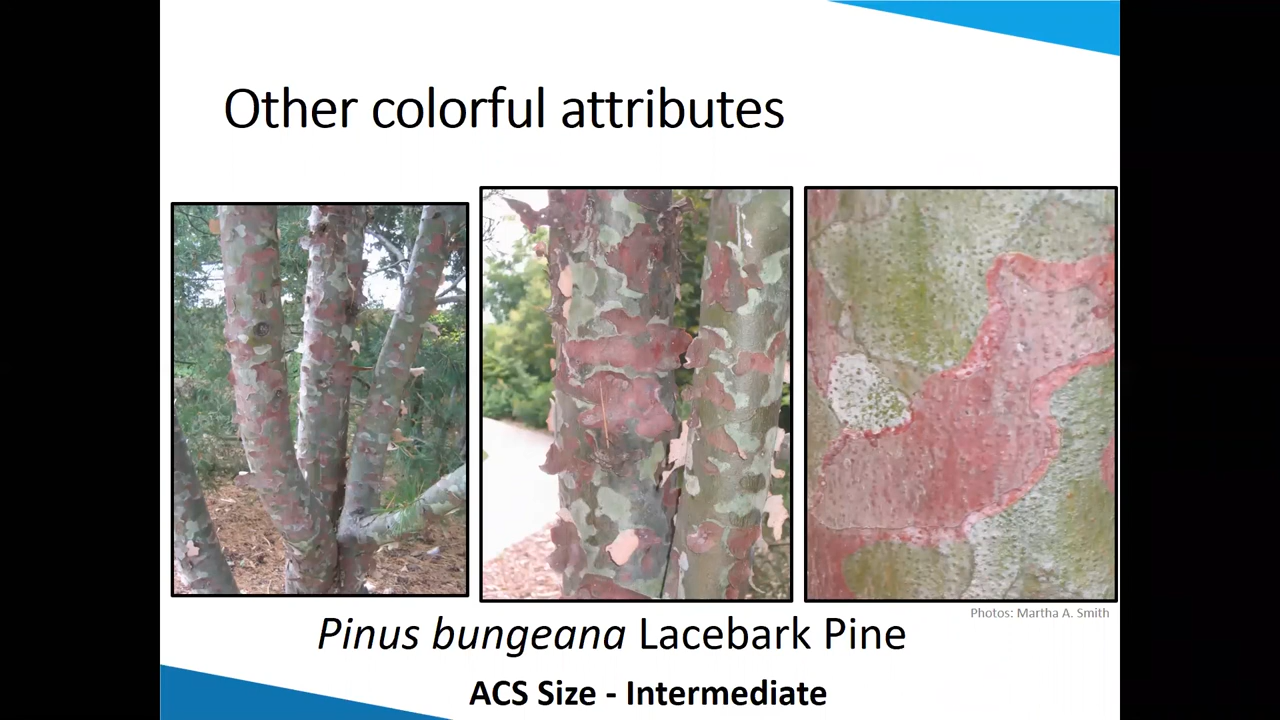 Other colorful attributes
Photos: Martha A. Smith
Pinus bungeana Lacebark Pine
ACS Size - Intermediate